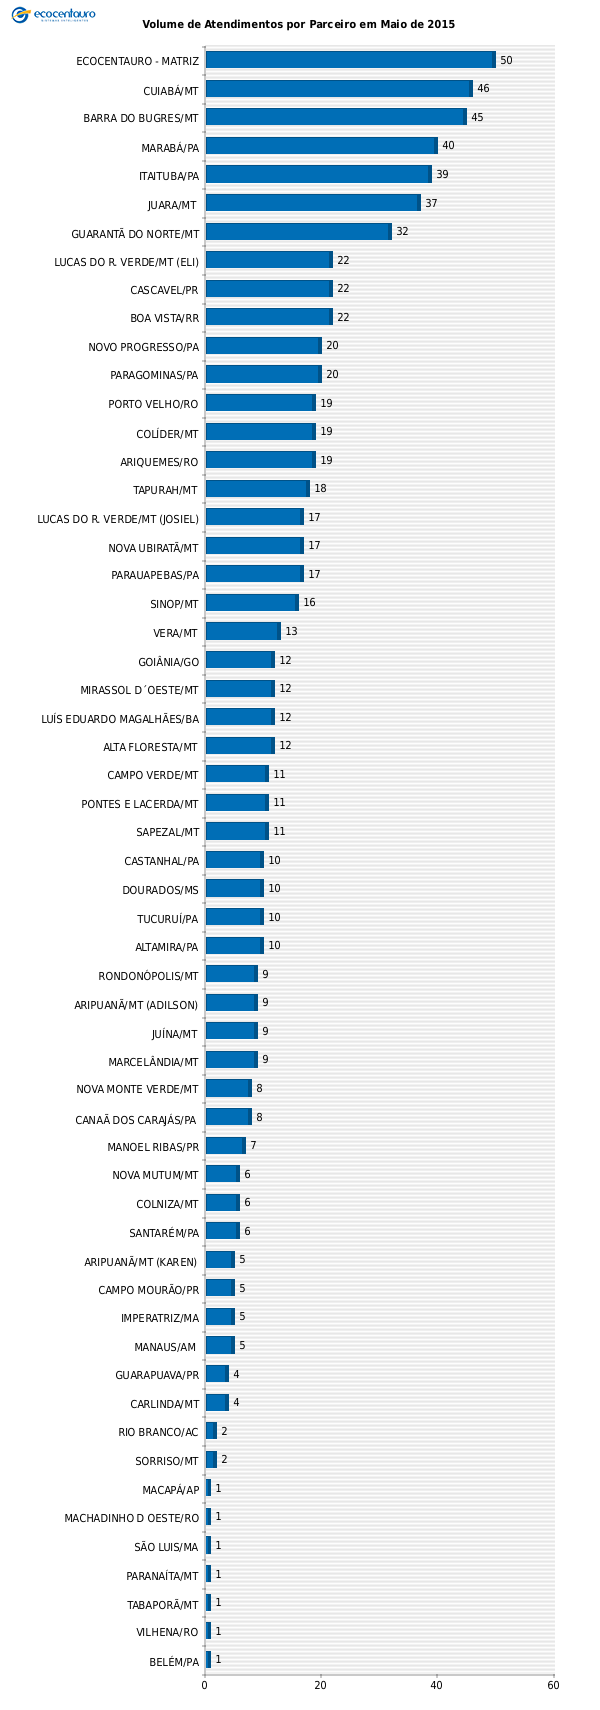 ecocentauro
Volume de Atendimentos por Parceiro em Maio de 2015
ECOCENTAURO - MATRIZ 50
CUIABÁ/MT 46
BARRA DO BUGRES/MT 45
MARABÁ/PA 40
ITAITUBA/PA 39
JUARA/MT 37
GUARANTÃ DO NORTE/MT 32
LUCAS DO R. VERDE/MT (ELI) 22
CASCAVEL/PR 22
BOA VISTA/RR 22
NOVO PROGRESSO/PA 20
PARAGOMINAS/PA 20
PORTO VELHO/RO 19
COLÍDER/MT 19
ARIQUEMES/RO 19
TAPURAH/MT 18
LUCAS DO R. VERDE/MT (JOSIEL) 17
NOVA UBIRATÃ/MT 17
PARAUAPEBAS/PA 17
SINOP/MT 16
VERA/MT 13
GOIÂNIA/GO 12
MIRASSOL D´OESTE/MT 12
LUÍS EDUARDO MAGALHÃES/BA 12
ALTA FLORESTA/MT 12
CAMPO VERDE/MT 11
PONTES E LACERDA/MT 11
SAPEZAL/MT 11
CASTANHAL/PA 10
DOURADOS/MS 10
TUCURUÍ/PA 10
ALTAMIRA/PA 10
RONDONÓPOLIS/MT 9
ARIPUANÃ/MT (ADILSON) 9
JUÍNA/MT 9
MARCELÂNDIA/MT 9
NOVA MONTE VERDE/MT 8
CANAÃ DOS CARAJÁS/PA 8
MANOEL RIBAS/PR 7
NOVA MUTUM/MT 6
COLNIZA/MT 6
SANTARÉM/PA 6
ARIPUANÃ/MT (KAREN) 5
CAMPO MOURÃO/PR 5
IMPERATRIZ/MA 5
MANAUS/AM 5
GUARAPUAVA/PR 4
CARLINDA/MT 4
RIO BRANCO/AC 2
SORRISO/MT 2
MACAPÁ/AP 1
MACHADINHO D OESTE/RO 1
SÃO LUIS/MA 1
PARANAÍTA/MT 1
TABAPORÃ/MT 1
VILHENA/RO 1
BELÉM/PA 1
0 20 40 60